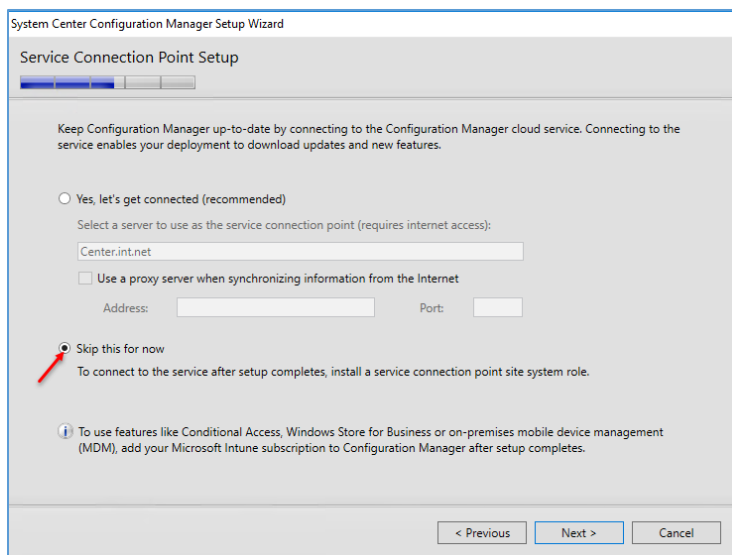 System Center Configuration Manager Setup Wizard
Service Connection Point Setup
Keep Configuration Manager up-to-date by connecting to the Configuration Manager cloud service. Connecting to the
service enables your deployment to download updates and new features.
Yes, let's get connected (recommended)
Select a server to use as the service connection point (requires internet access):
Center.int.net
Use a proxy server when synchronizing information from the Internet
Address: Port:
Skip this for now
To connect to the service after setup completes, install a service connection point site system role.
To use features like Conditional Access, Windows Store for Business or on-premises mobile device management
(MDM), add your Microsoft Intune subscription to Configuration Manager after setup completes.
< Previous Next > Cancel